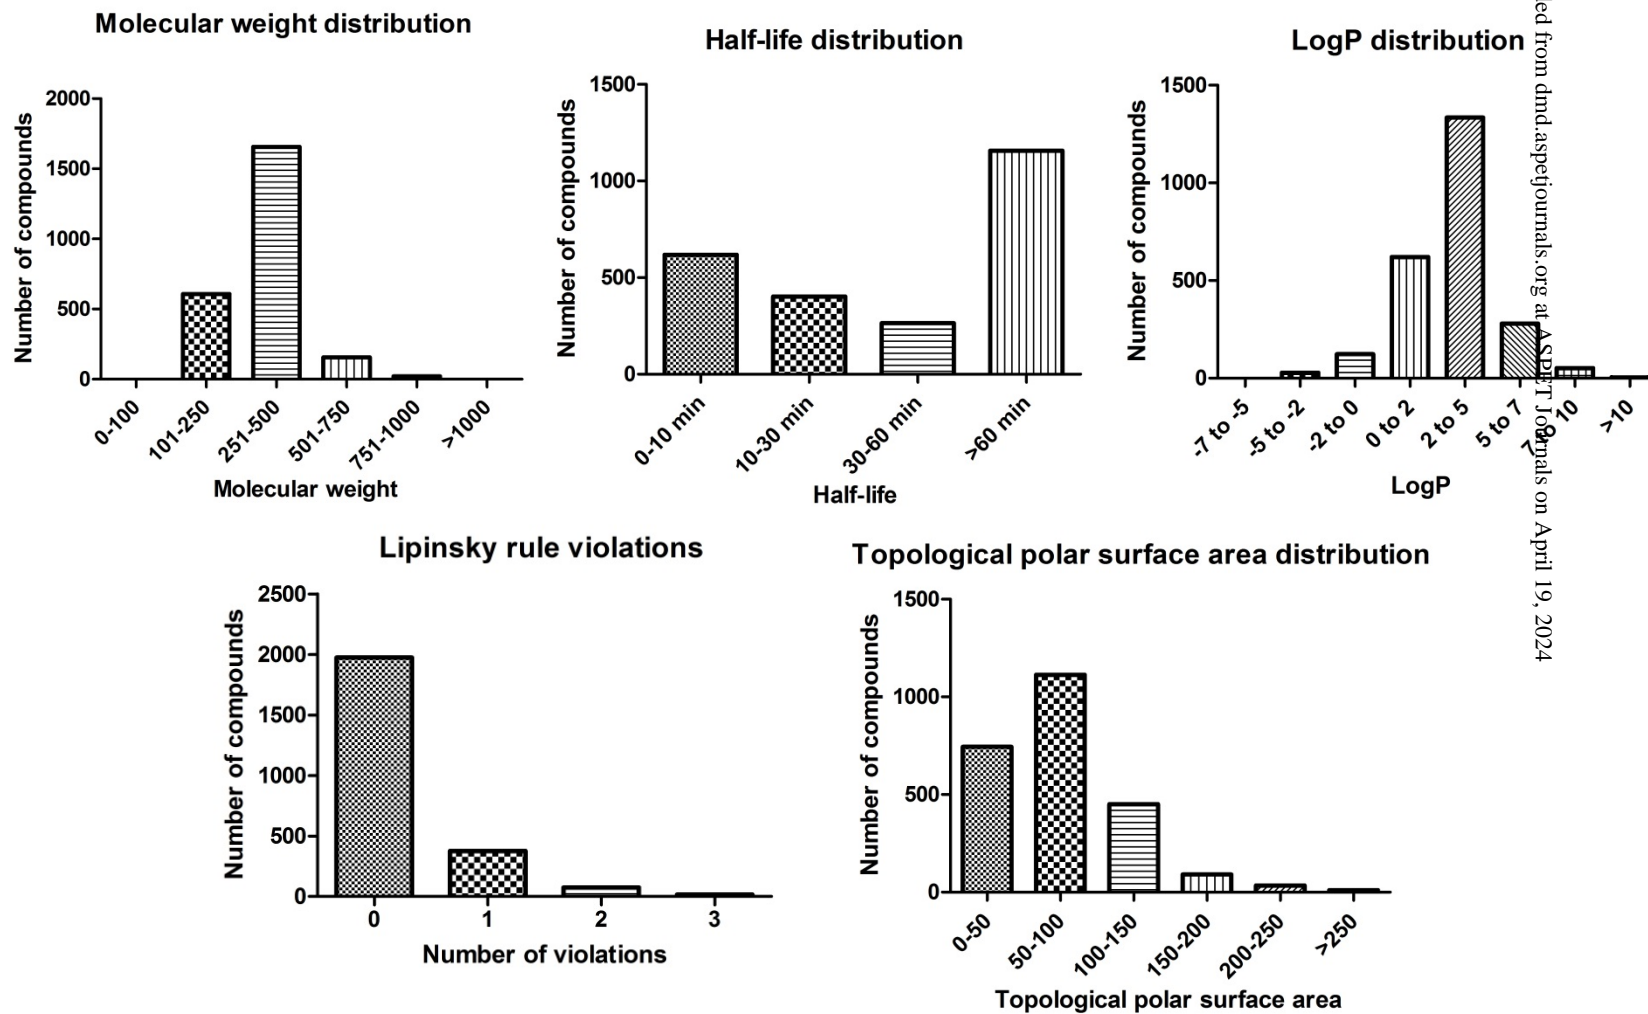 Molecular weight distribution
Number of compounds
2000
1500
1000
500
0
0-100
101-250
251-500
501-750
751-1000
>1000
Molecular weight
Half-life distribution
Number of compounds
1500
1000
500
0
0-10 min
10-30 min
30-60 min
>60 min
Half-life
LogP distribution
Number of compounds
1500
1000
500
0
-7 to -5
-5 to -2
-2 to 0
0 to 2
2 to 5
5 to 7
10
>10
LogP
from dmd.aspetjournals.org at ASPET Journals on April 19, 2024
Lipinsky rule violations
Number of compounds
2500
2000
1500
1000
500
0
0
1
2
3
Number of violations
Topological polar surface area distribution
Number of compounds
1500
1000
500
0
0-50
50-100
100-150
150-200
200-250
>250
Topological polar surface area